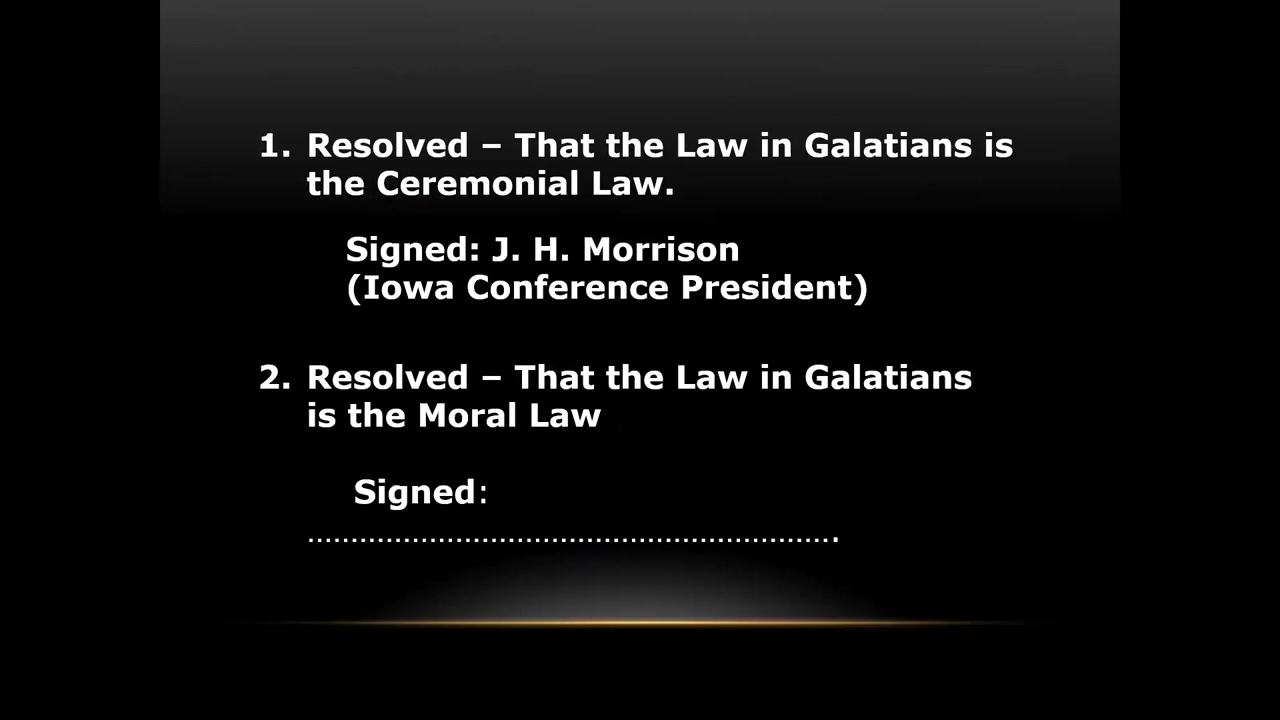 1. Resolved – That the Law in Galatians is
the Ceremonial Law.
Signed: J. H. Morrison
(Iowa Conference President)
2. Resolved – That the Law in Galatians
is the Moral Law
Signed:
………………………………………………………….